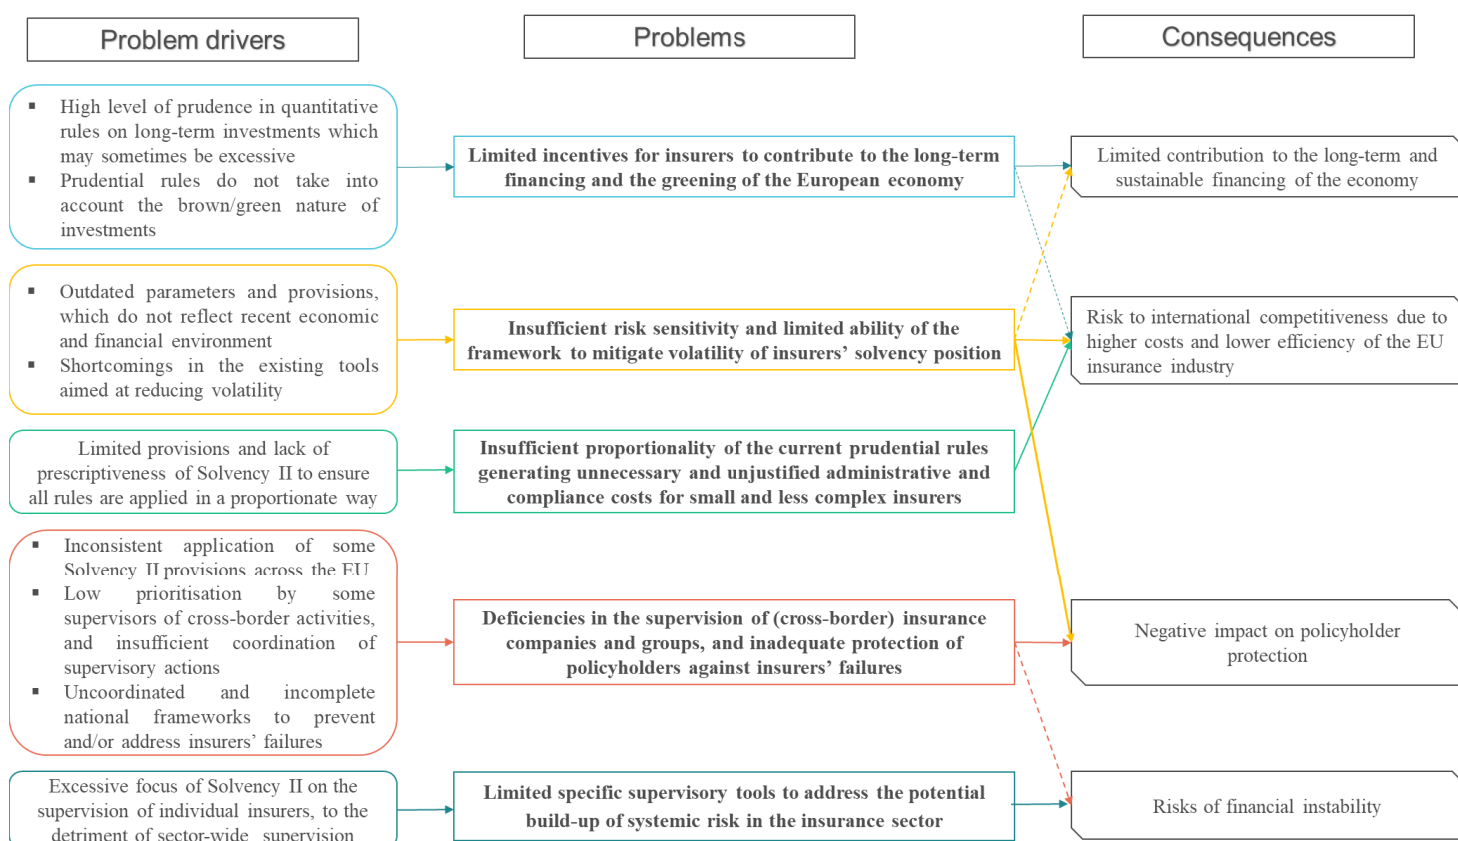 Problem drivers
Problems
Consequences
▪ High level of prudence in quantitative
rules on long-term investments which
may sometimes be excessive
▪ Prudential rules do not take into
account the brown/green nature of
investments
Limited incentives for insurers to contribute to the long-term
financing and the greening of the European economy
Limited contribution to the long-term and
sustainable financing of the economy
▪ Outdated parameters and provisions,
which do not reflect recent economic
and financial environment
▪ Shortcomings in the existing tools
aimed at reducing volatility
Insufficient risk sensitivity and limited ability of the
framework to mitigate volatility of insurers’ solvency position
Risk to international competitiveness due to
higher costs and lower efficiency of the EU
insurance industry
Limited provisions and lack of
prescriptiveness of Solvency II to ensure
all rules are applied in a proportionate way
Insufficient proportionality of the current prudential rules
generating unnecessary and unjustified administrative and
compliance costs for small and less complex insurers
▪ Inconsistent application of some
Solvency II provisions across the EU
▪ Low prioritisation by some
supervisors of cross-border activities,
and insufficient coordination of
supervisory actions
▪ Uncoordinated and incomplete
national frameworks to prevent
and/or address insurers’ failures
Deficiencies in the supervision of (cross-border) insurance
companies and groups, and inadequate protection of
policyholders against insurers’ failures
Negative impact on policyholder
protection
Excessive focus of Solvency II on the
supervision of individual insurers, to the
detriment of sector-wide supervision
Limited specific supervisory tools to address the potential
build-up of systemic risk in the insurance sector
Risks of financial instability